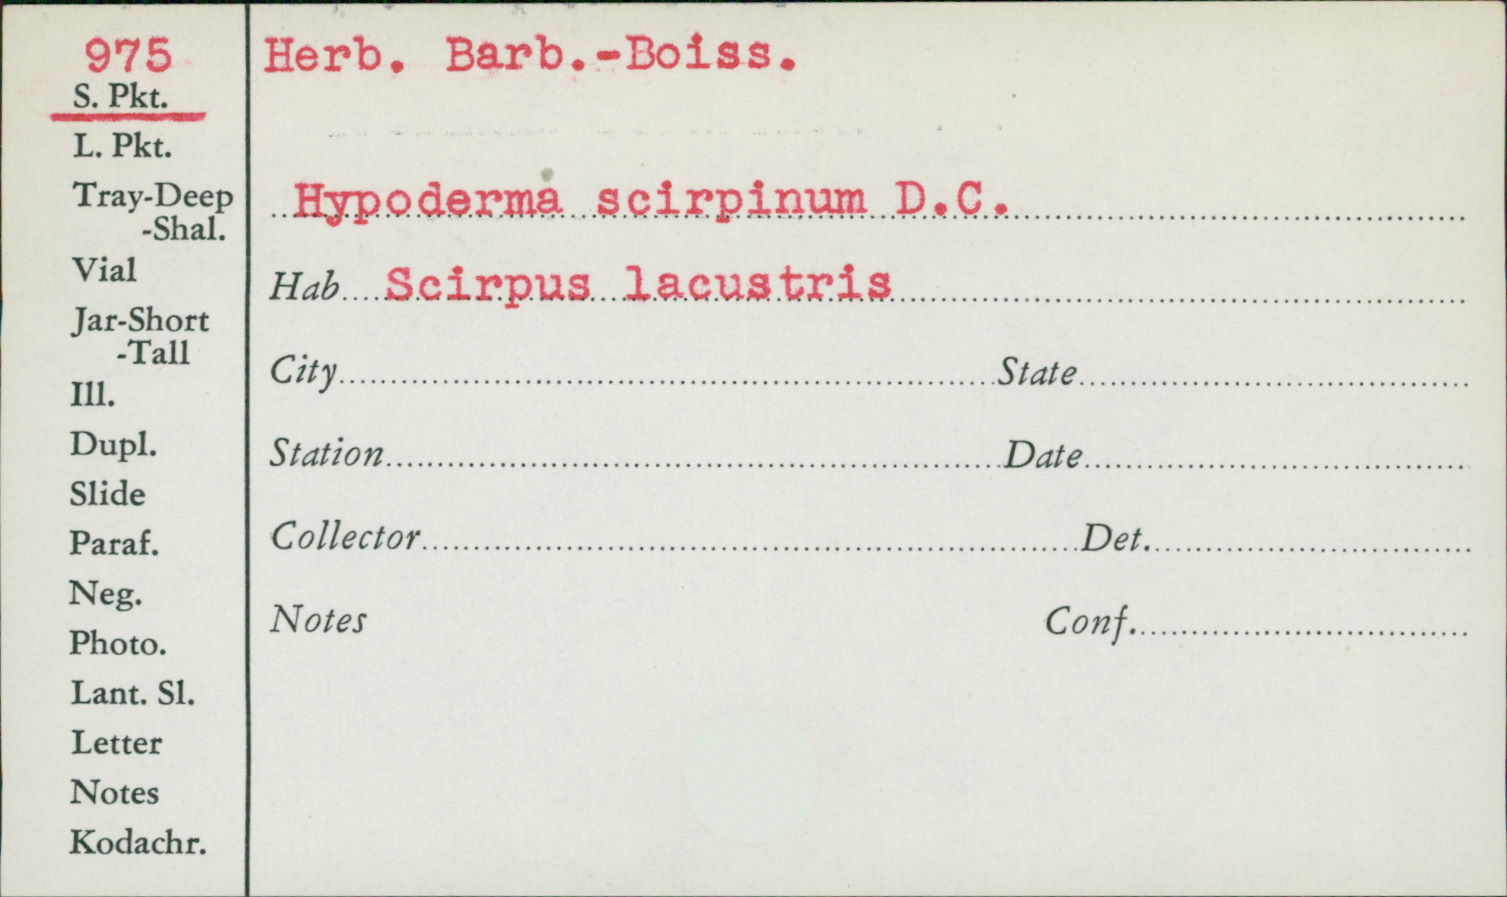 975
S. Pkt.
L. Pkt.
Tray-Deep
-Shal.
Vial
Jar-Short
-Tall
Ill.
Dupl.
Slide
Paraf.
Neg.
Photo.
Lant. Sl.
Letter
Notes
Kodachr.
Herb. Barb.-Boiss.
Hypoderma scirpinum D.C.
Hab Scirpus lacustris
City State
Station Date
Collector Det.
Notes Conf.